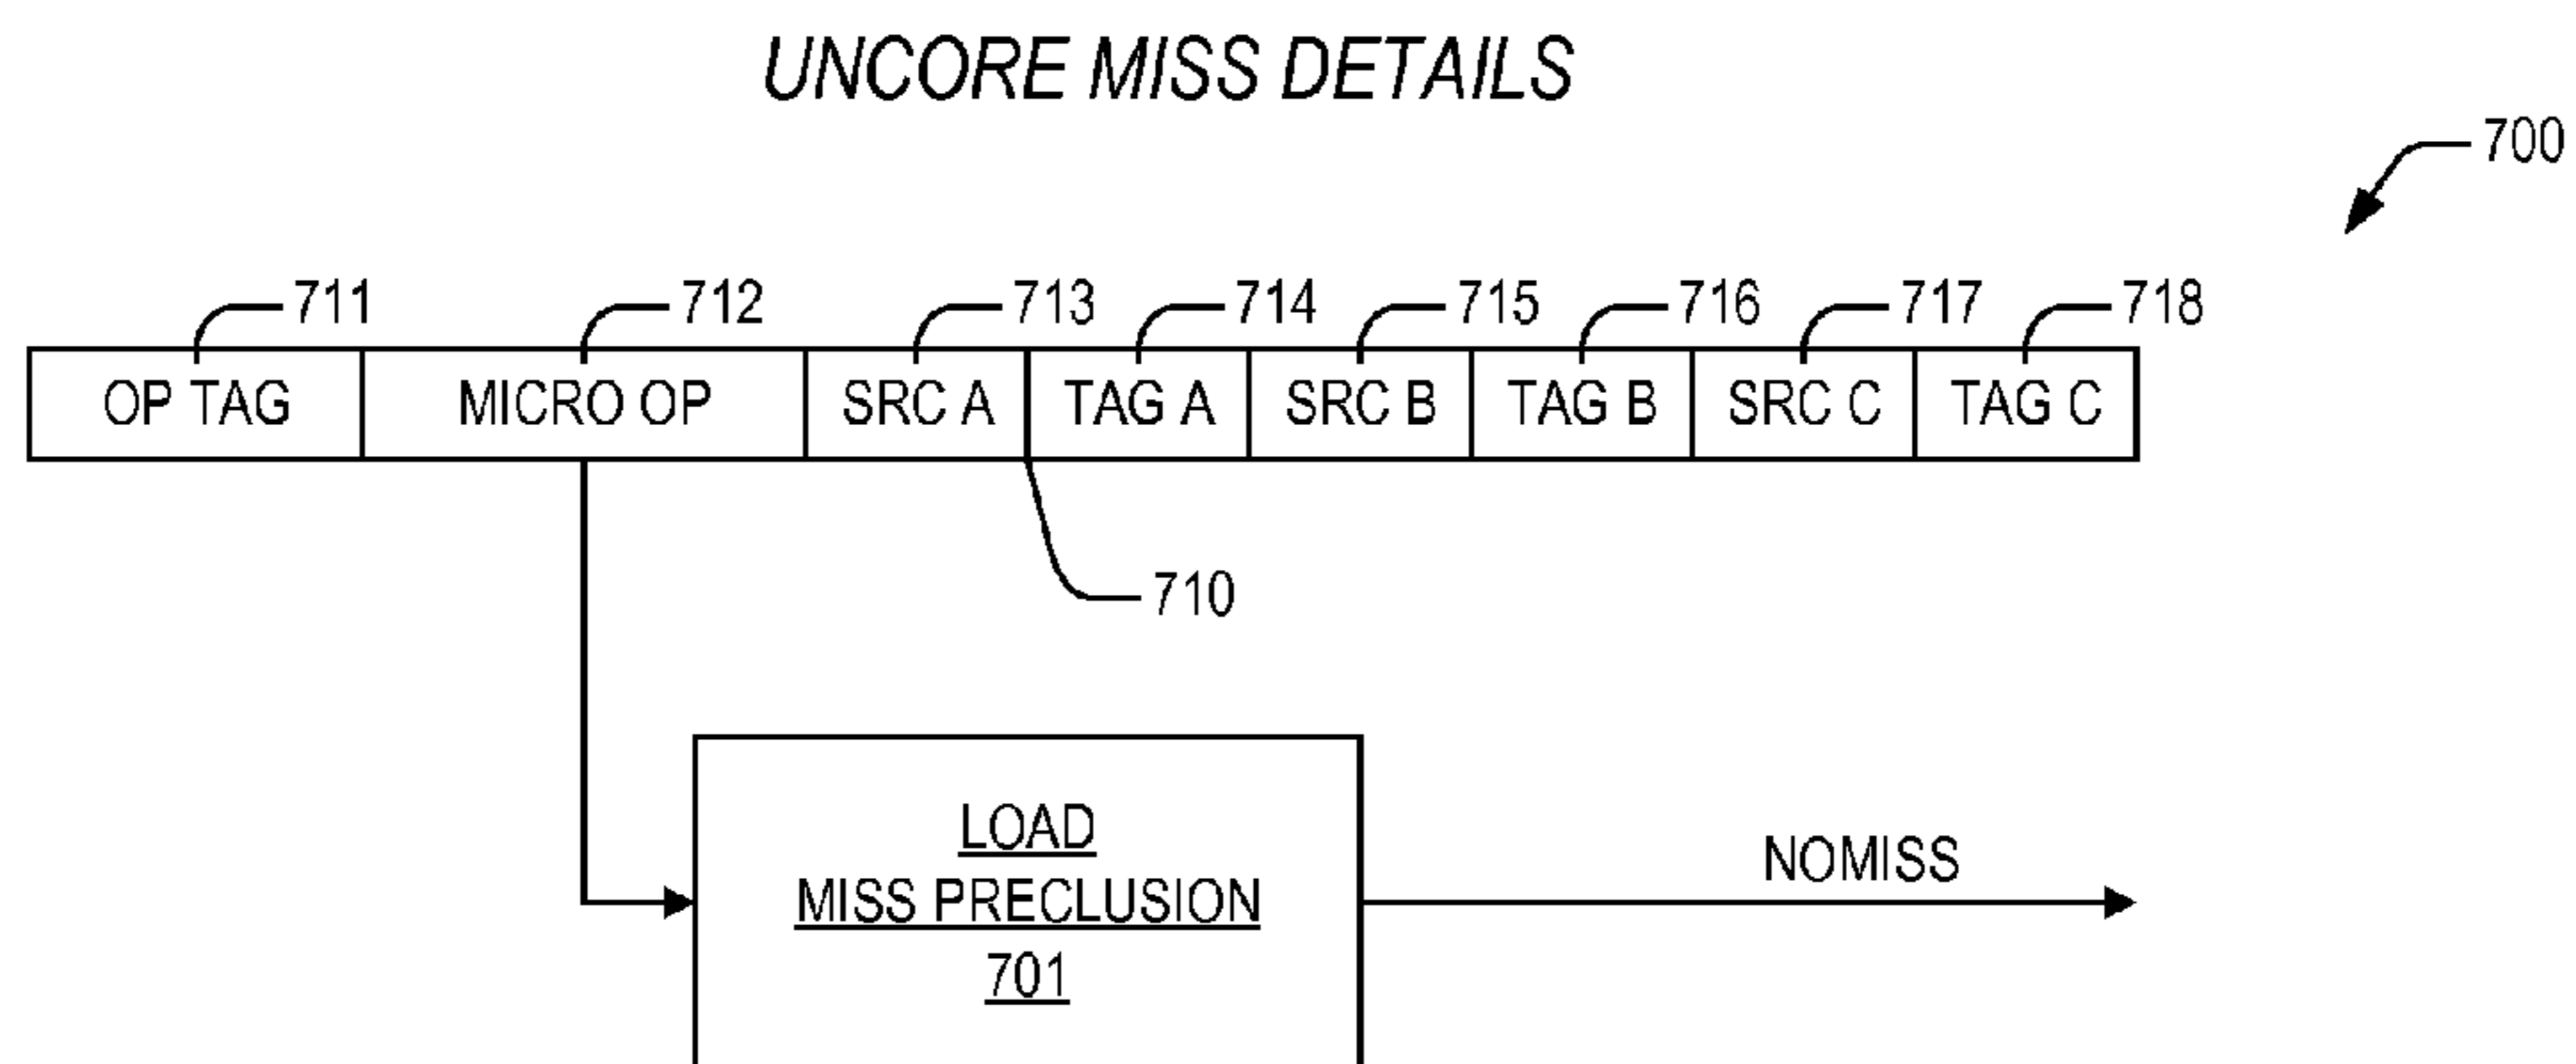 UNCORE MISS DETAILS
700
711 712 713 714 715 716 717 718
OP TAG MICRO OP SRC A TAG A SRC B TAG B SRC C TAG C
710
LOAD
MISS PRECLUSION
701
NOMISS